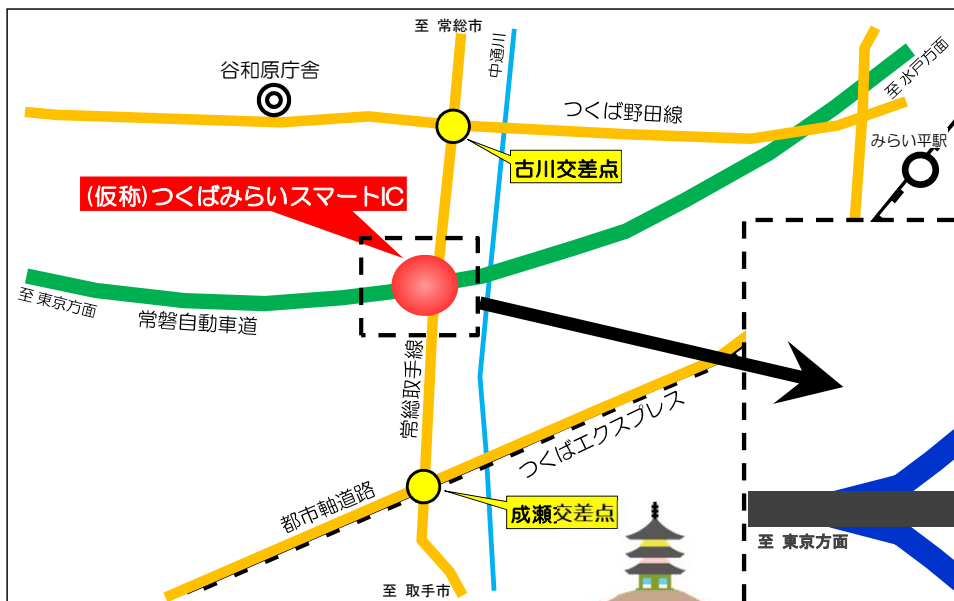 至 常総市
中通川
至 水戸方面
谷和原庁舎
つくば野田線
みらい平駅
古川交差点
(仮称)つくばみらいスマートIC
至 東京方面
常磐自動車道
常総取手線
つくばエクスプレス
都市軸道路
成瀬交差点
至 東京方面
至 取手市